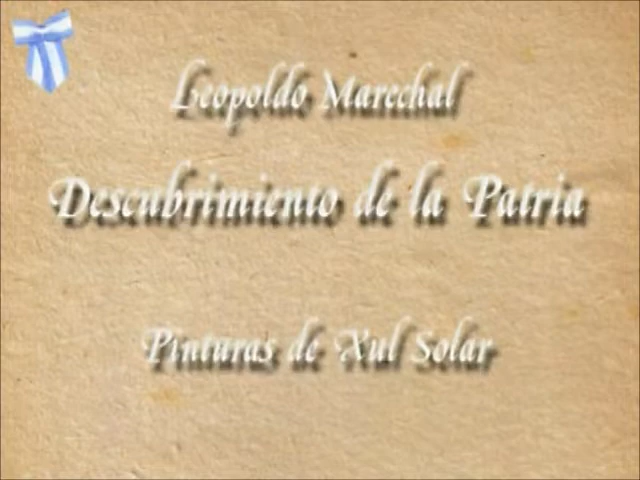 Leopoldo Marechal
Descubrimiento de la Patria
Pinturas de Xul Solar